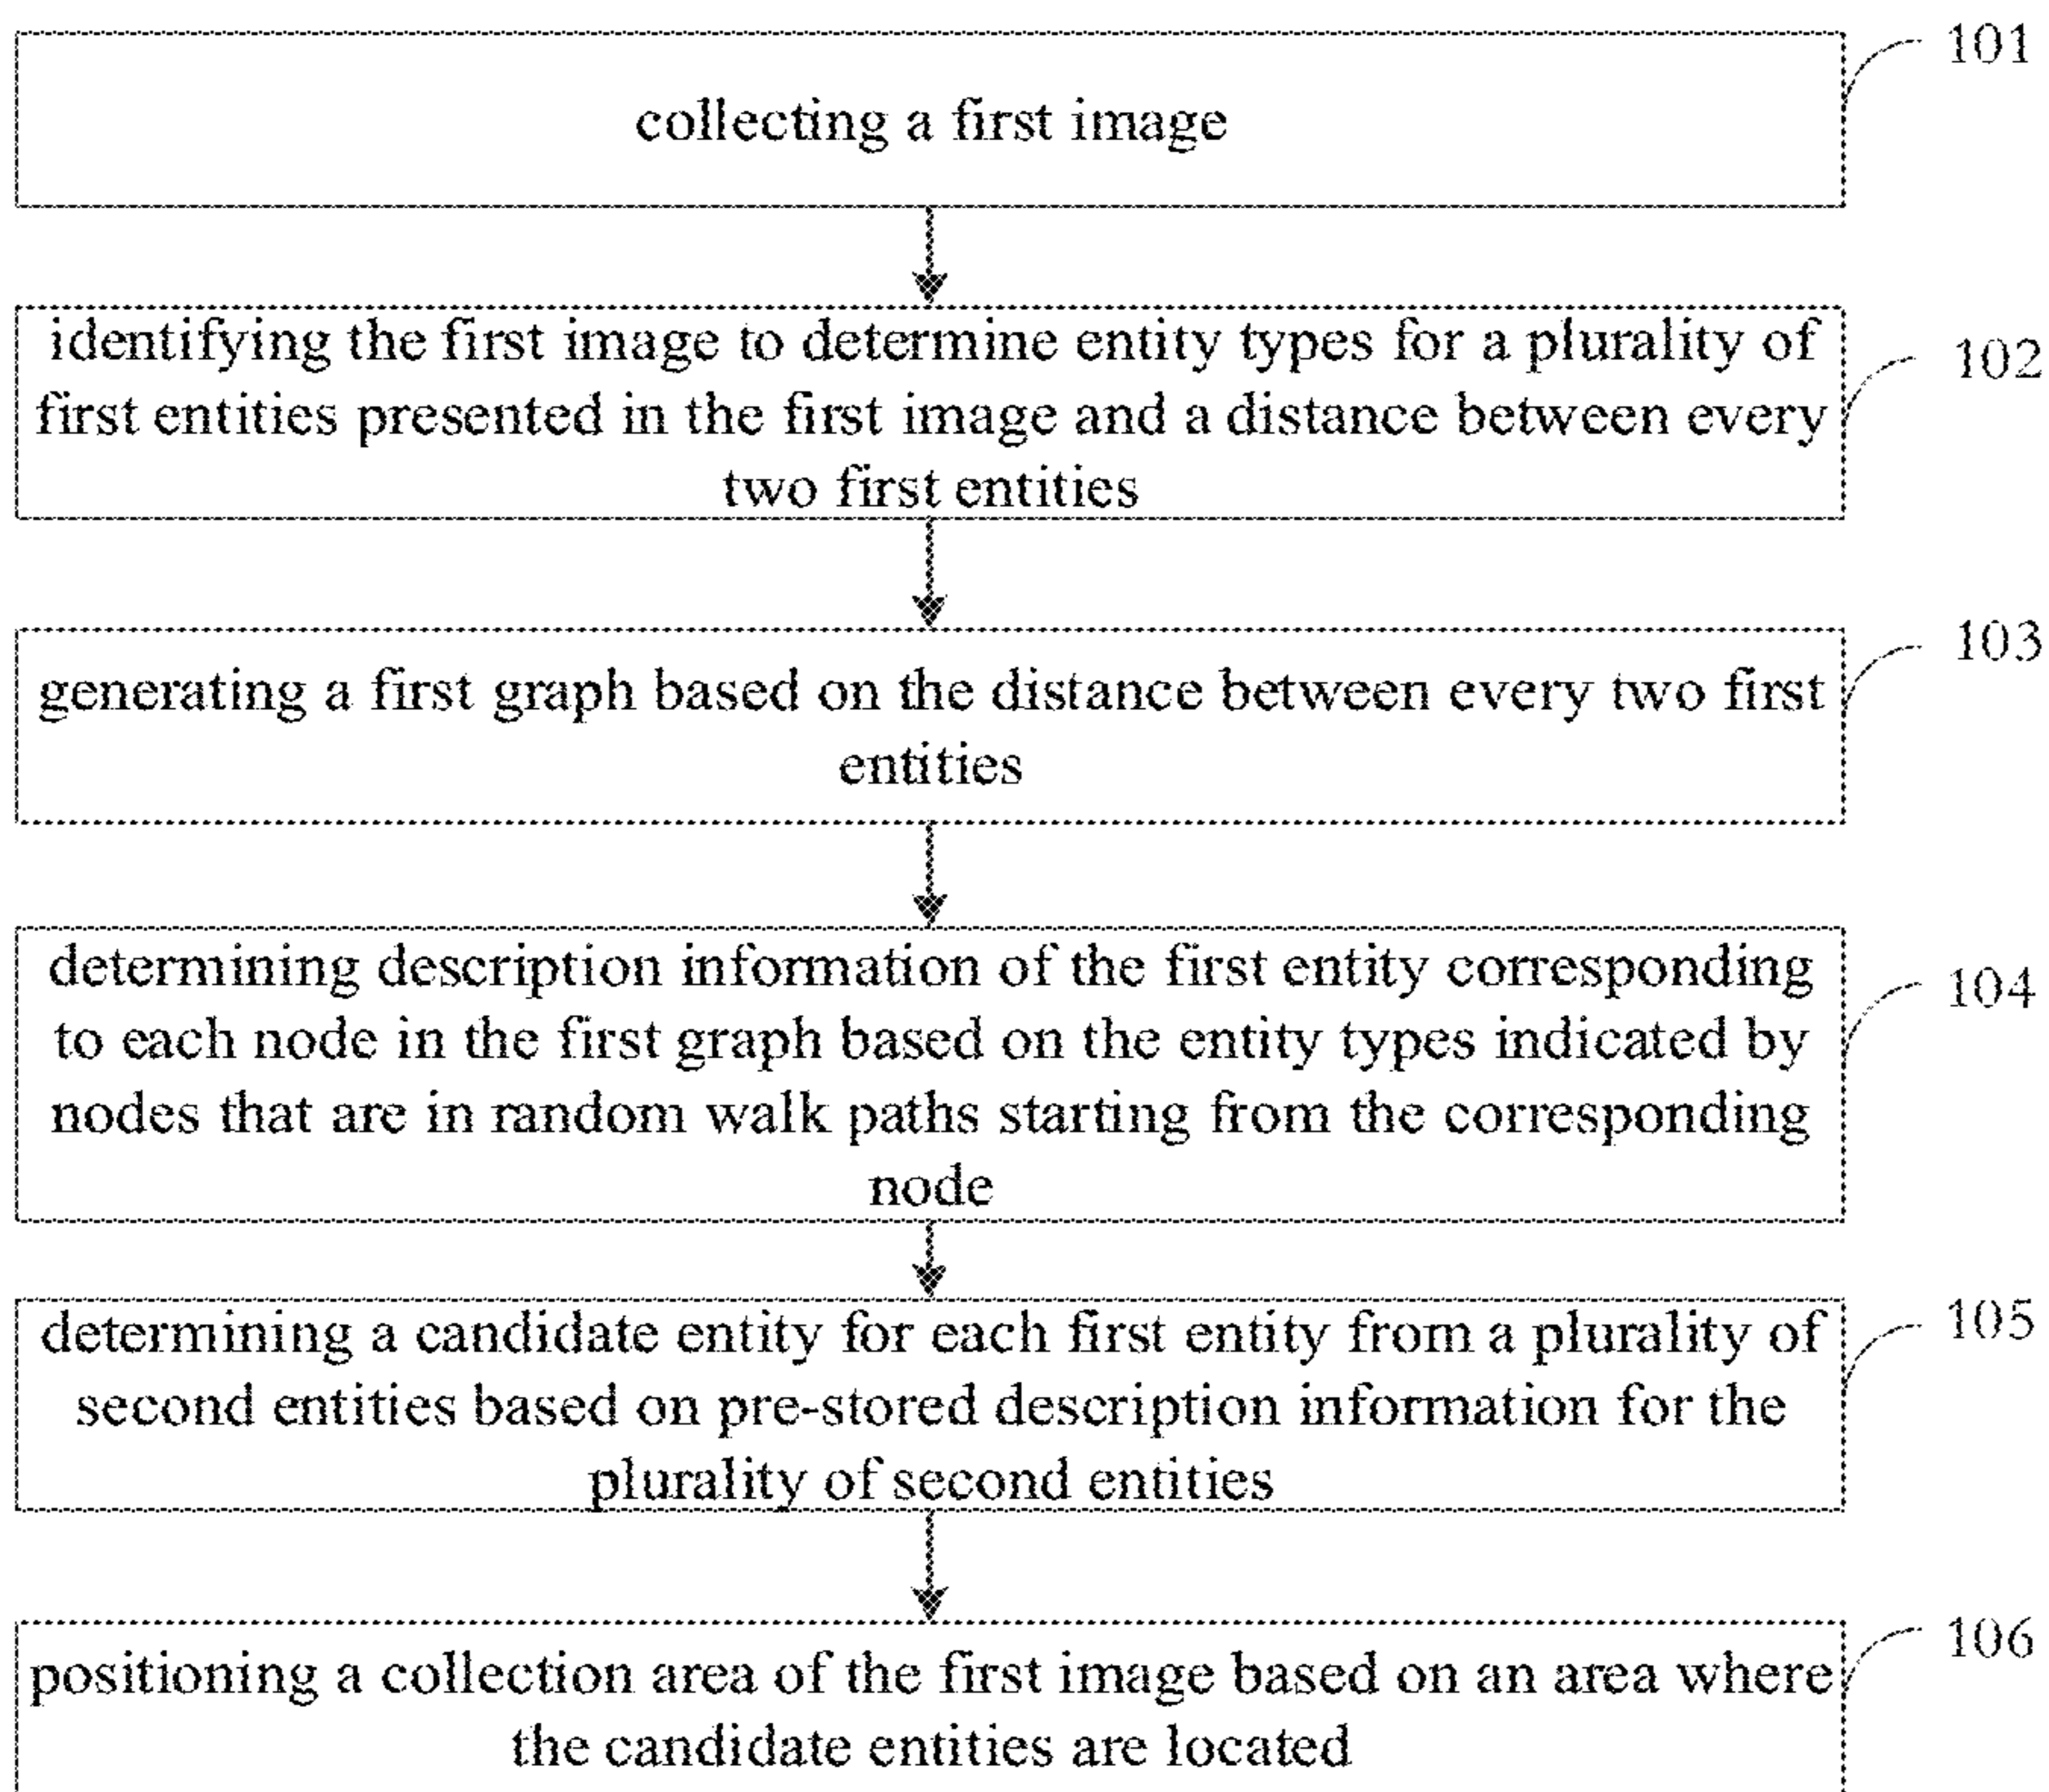 101
collecting a first image
identifying the first image to determine entity types for a plurality of
102
first entities presented in the first image and a distance between every
two first entities
103
generating a first graph based on the distance between every two first
entities
determining description information of the first entity corresponding
104
to each node in the first graph based on the entity types indicated by
nodes that are in random walk paths starting from the corresponding
node
105
determining a candidate entity for each first entity from a plurality of
second entities based on pre-stored description information for the
plurality of second entities
106
positioning a collection area of the first image based on an area where
the candidate entities are located